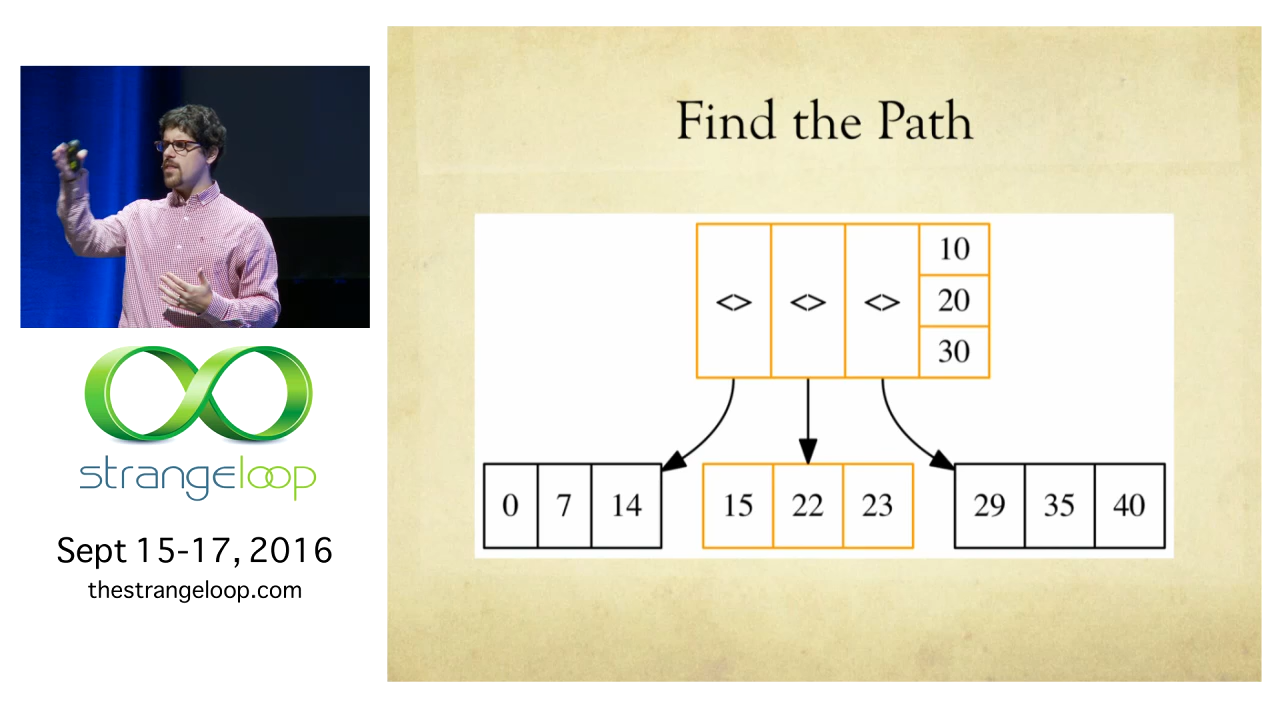 Find the Path
<> <> <> 10
20
30
0 7 14 15 22 23 29 35 40
strangeloop
Sept 15-17, 2016
thestrangeloop.com